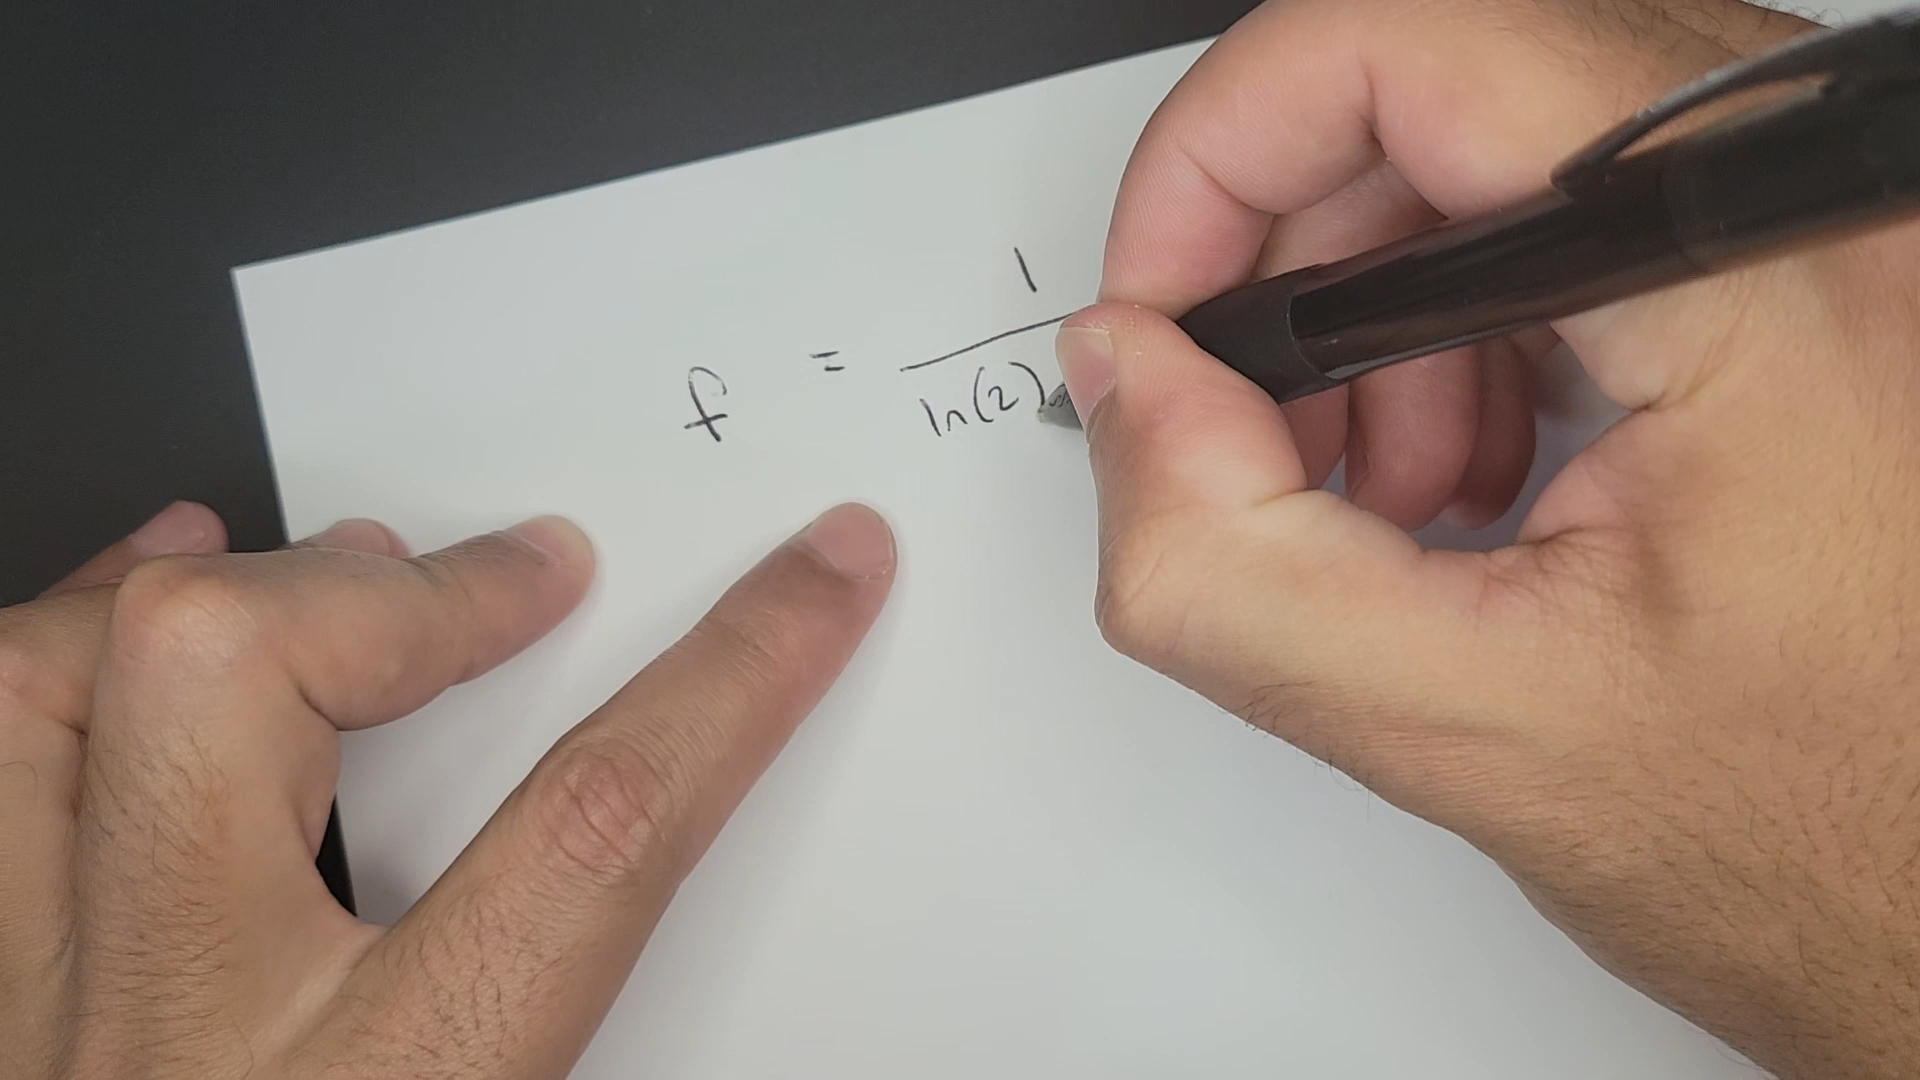 f = 1 / ln(2)